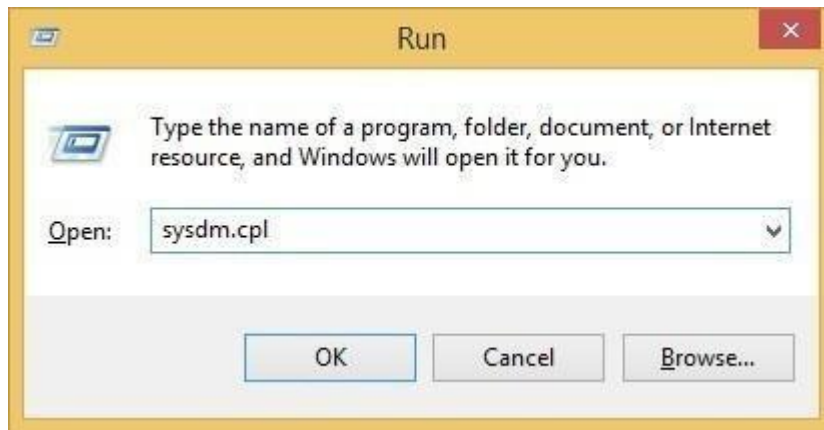 Run
Type the name of a program, folder, document, or Internet
resource, and Windows will open it for you.
Open: sysdm.cpl
OK Cancel Browse...